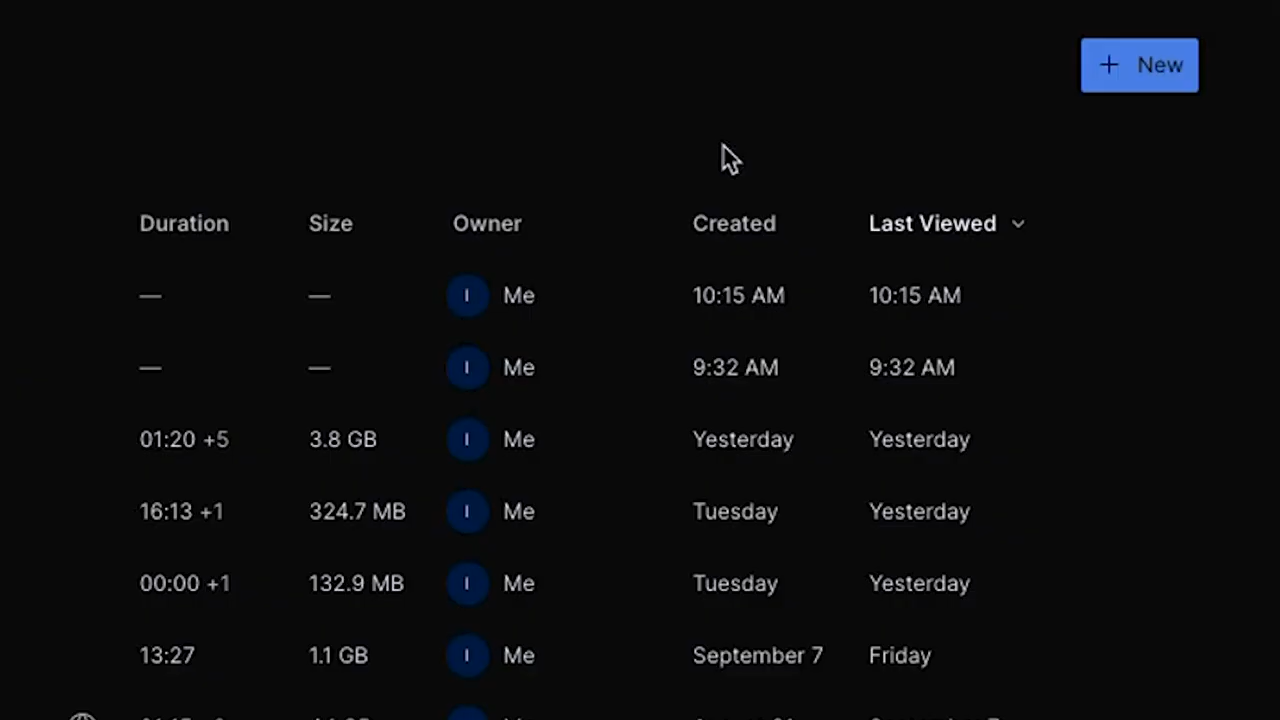 + New
Duration Size Owner Created Last Viewed
— — I Me 10:15 AM 10:15 AM
— — I Me 9:32 AM 9:32 AM
01:20 +5 3.8 GB I Me Yesterday Yesterday
16:13 +1 324.7 MB I Me Tuesday Yesterday
00:00 +1 132.9 MB I Me Tuesday Yesterday
13:27 1.1 GB I Me September 7 Friday